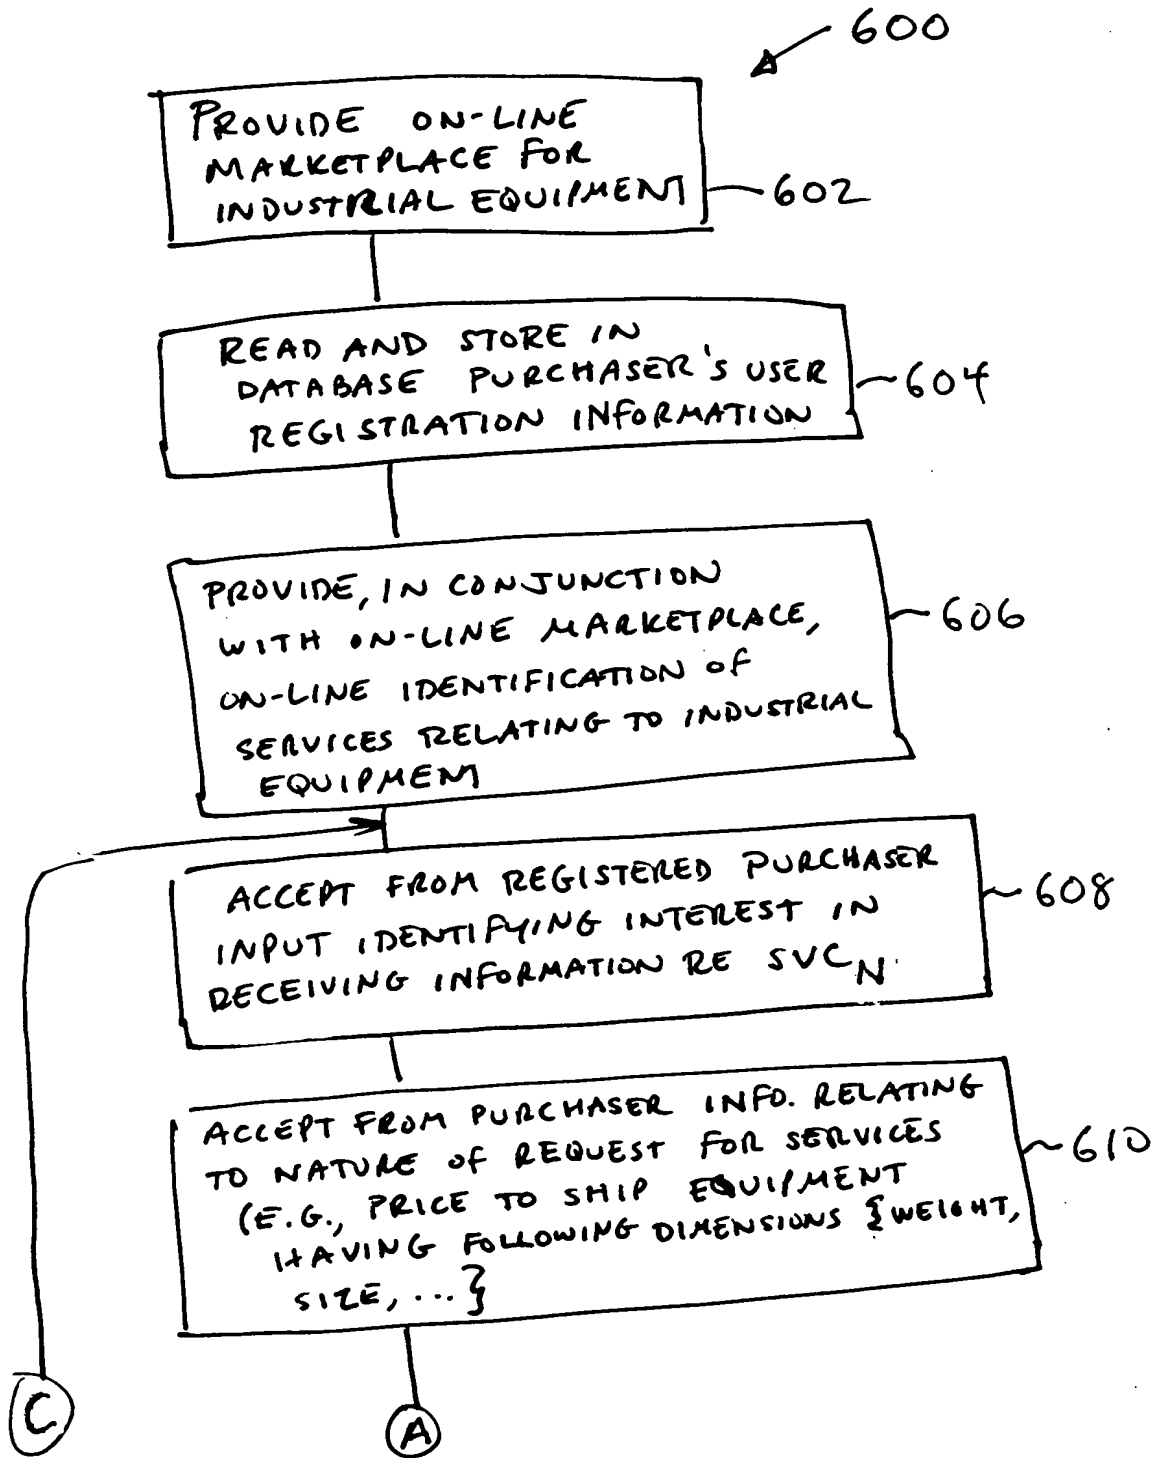 600
PROVIDE ON-LINE
MARKETPLACE FOR
INDUSTRIAL EQUIPMENT
602
READ AND STORE IN
DATABASE PURCHASER'S USER
REGISTRATION INFORMATION
604
PROVIDE, IN CONJUNCTION
WITH ON-LINE MARKETPLACE,
ON-LINE IDENTIFICATION OF
SERVICES RELATING TO INDUSTRIAL
EQUIPMENT
606
ACCEPT FROM REGISTERED PURCHASER
INPUT IDENTIFYING INTEREST IN
RECEIVING INFORMATION RE SVC_N.
608
ACCEPT FROM PURCHASER INFO. RELATING
TO NATURE OF REQUEST FOR SERVICES
(E.G., PRICE TO SHIP EQUIPMENT
HAVING FOLLOWING DIMENSIONS {WEIGHT,
SIZE, ...}
610
C
A